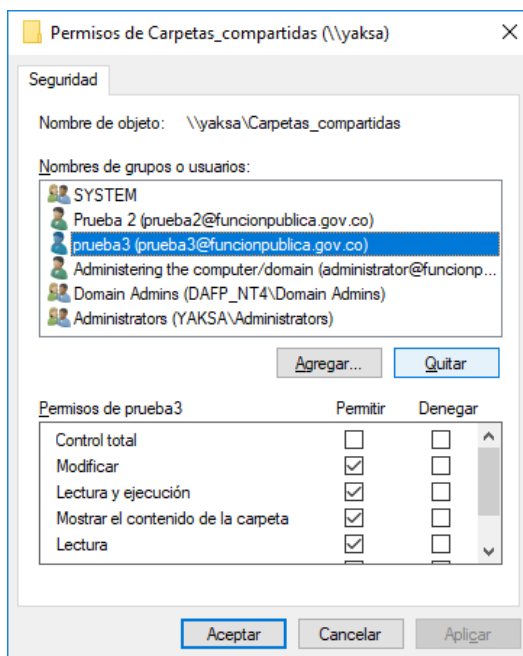 Permisos de Carpetas_compartidas (\\yaksa)
Seguridad
Nombre de objeto: \\yaksa\Carpetas_compartidas
Nombres de grupos o usuarios:
SYSTEM
Prueba 2 (prueba2@funcionpublica.gov.co)
prueba3 (prueba3@funcionpublica.gov.co)
Administering the computer/domain (administrator@funcionp...
Domain Admins (DAFP_NT4\Domain Admins)
Administrators (YAKSA\Administrators)
Agregar... Quitar
Permisos de prueba3 Permitir Denegar
Control total
Modificar
Lectura y ejecución
Mostrar el contenido de la carpeta
Lectura
Aceptar Cancelar Aplicar